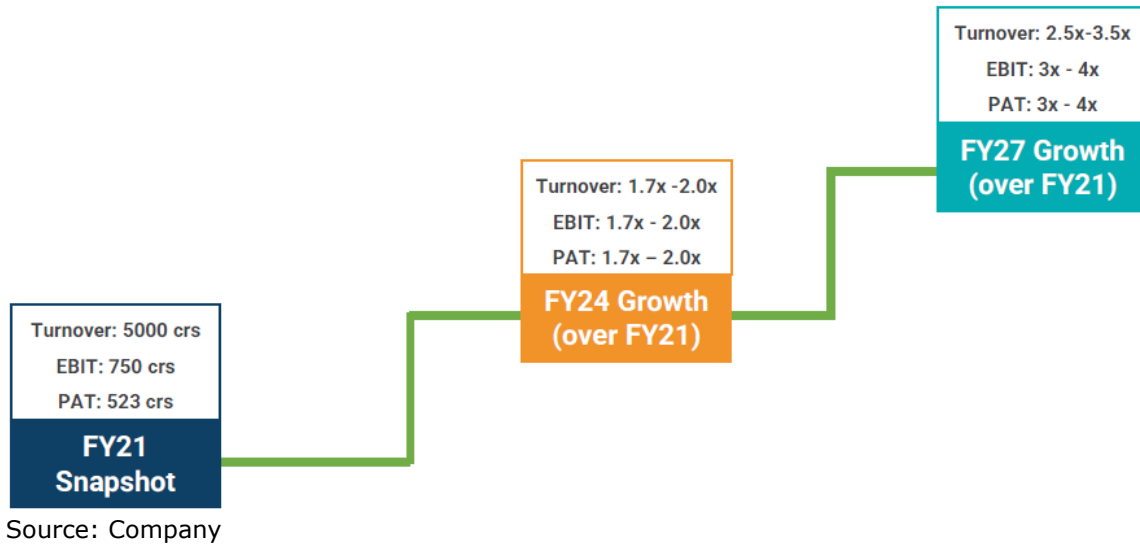 Turnover: 2.5x-3.5x
EBIT: 3x - 4x
PAT: 3x - 4x
FY27 Growth
(over FY21)
Turnover: 1.7x -2.0x
EBIT: 1.7x - 2.0x
PAT: 1.7x – 2.0x
FY24 Growth
(over FY21)
Turnover: 5000 crs
EBIT: 750 crs
PAT: 523 crs
FY21
Snapshot
Source: Company